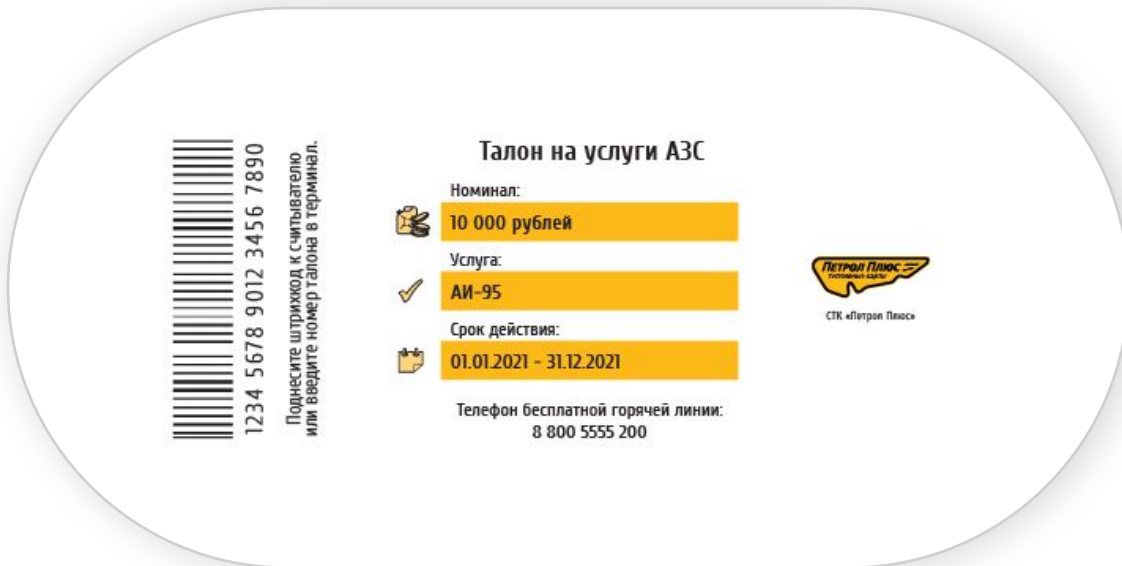 1234 5678 9012 3456 7890
Поднесите штрихкод к считывателю
или введите номер талона в терминал.
Талон на услуги АЗС
Номинал:
10 000 рублей
Услуга:
АИ-95
Срок действия:
01.01.2021 - 31.12.2021
Телефон бесплатной горячей линии:
8 800 5555 200
ПЕТРОЛ ПЛЮС
ТОПЛИВНЫЕ КАРТЫ
СТК «Петрол Плюс»